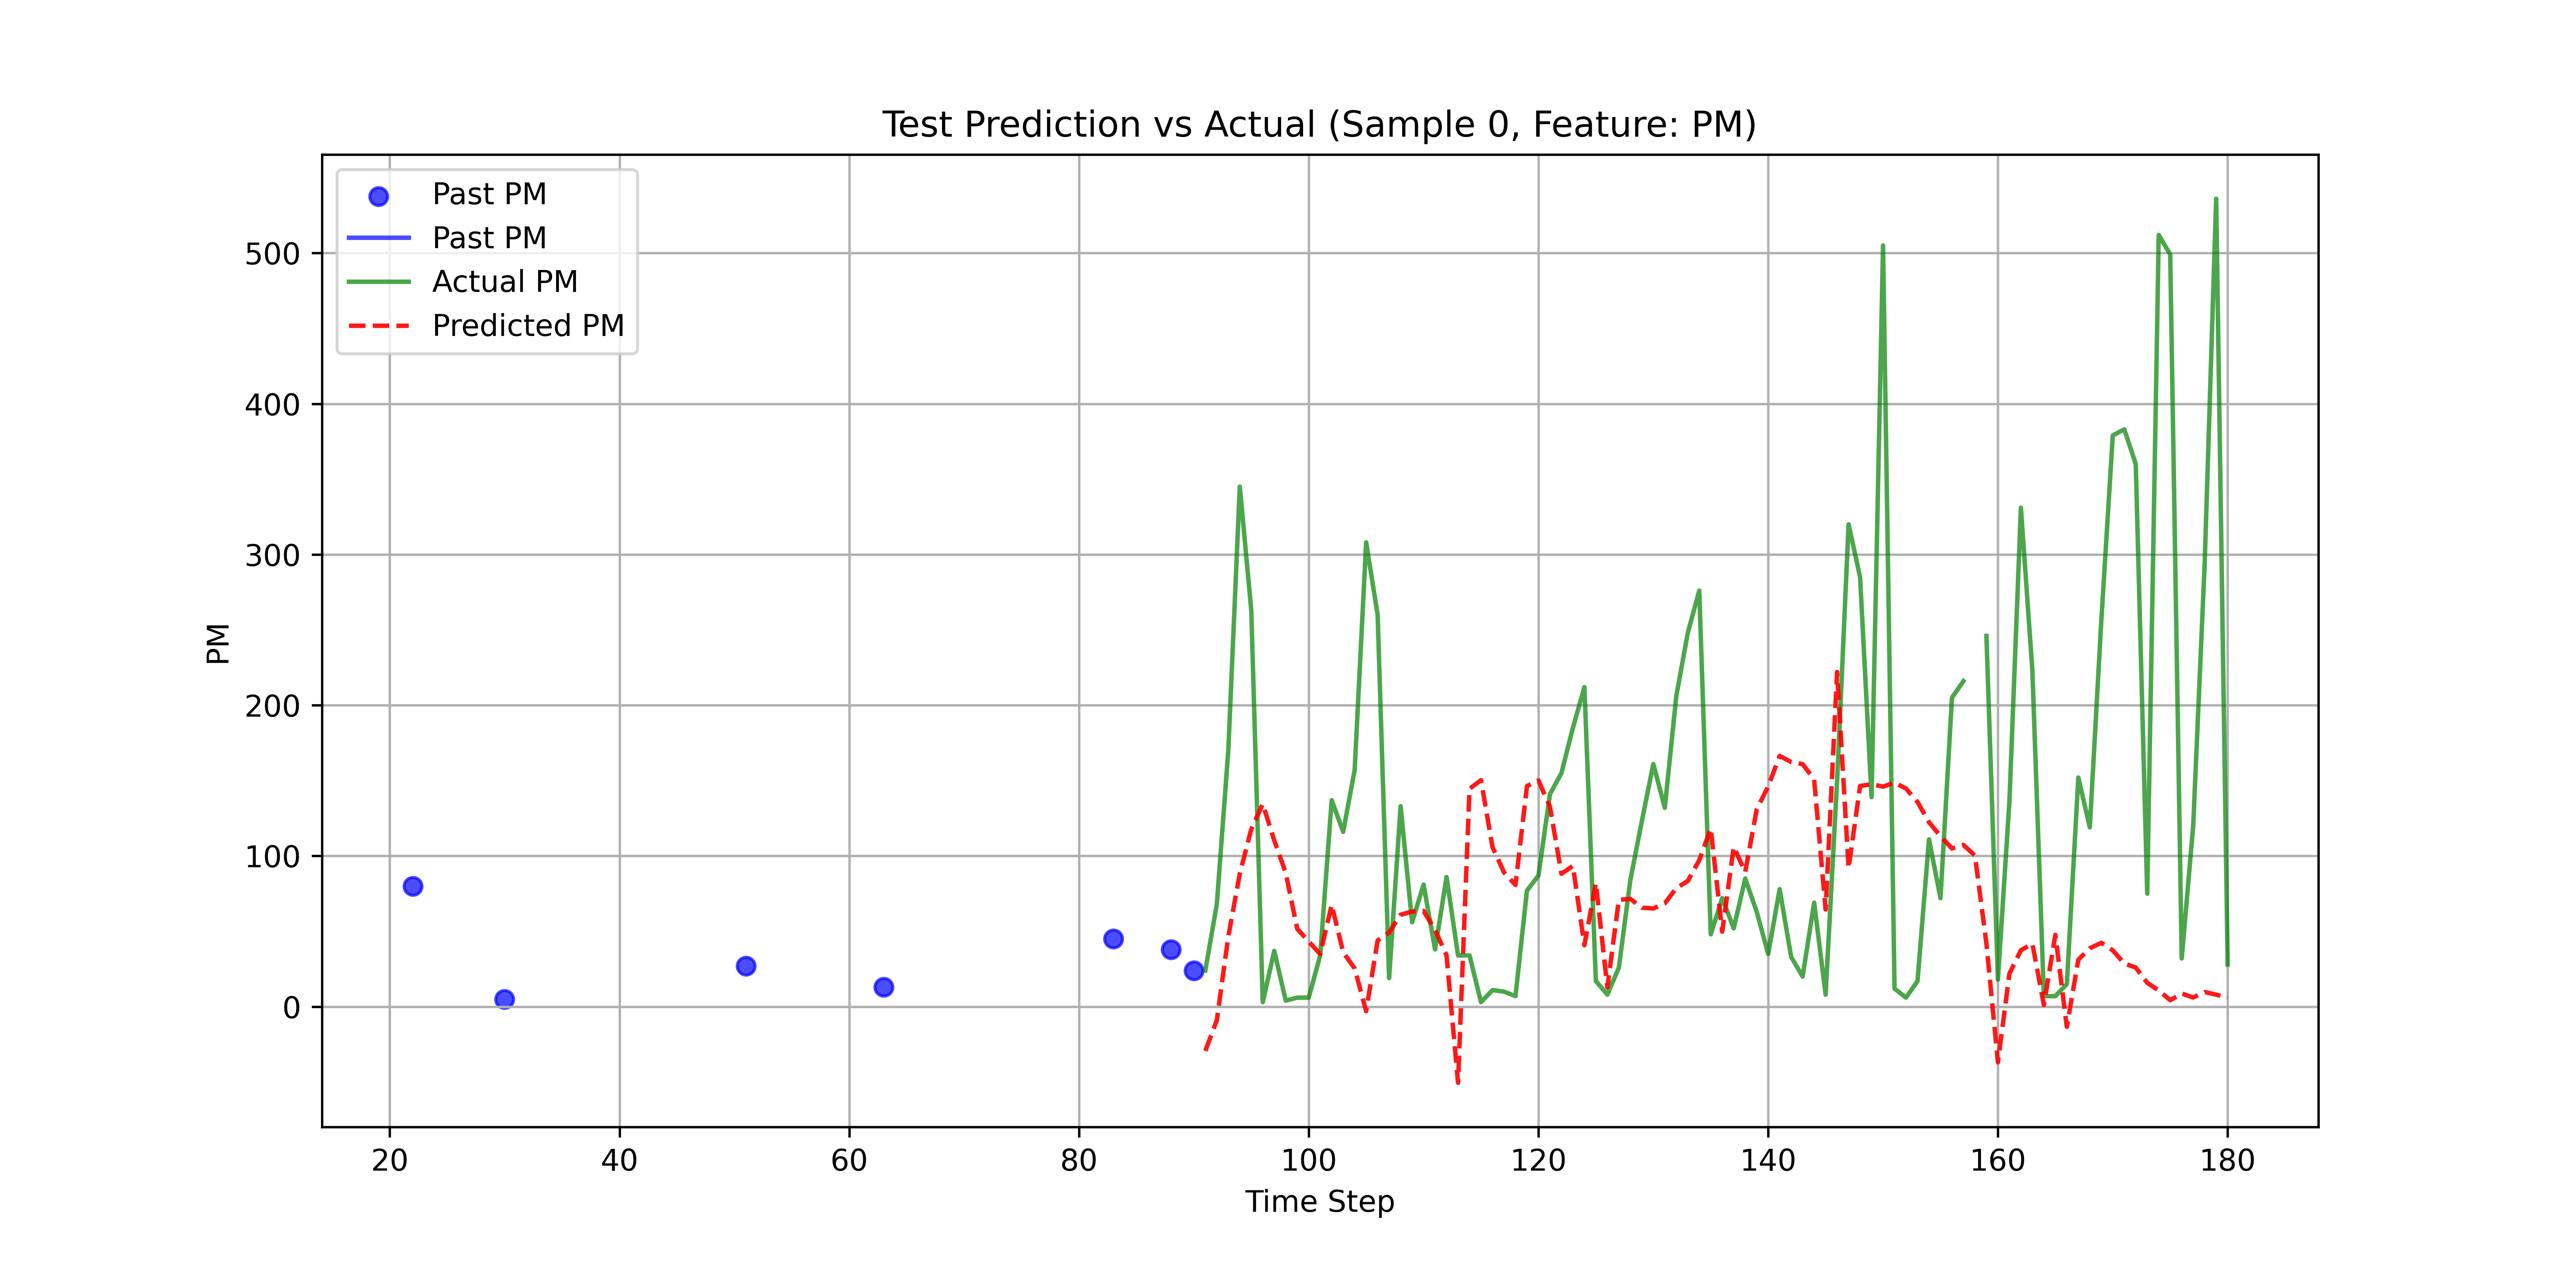 Test Prediction vs Actual (Sample 0, Feature: PM)
Past PM
Past PM
Actual PM
Predicted PM
500
400
300
200
100
0
PM
20 40 60 80 100 120 140 160 180
Time Step